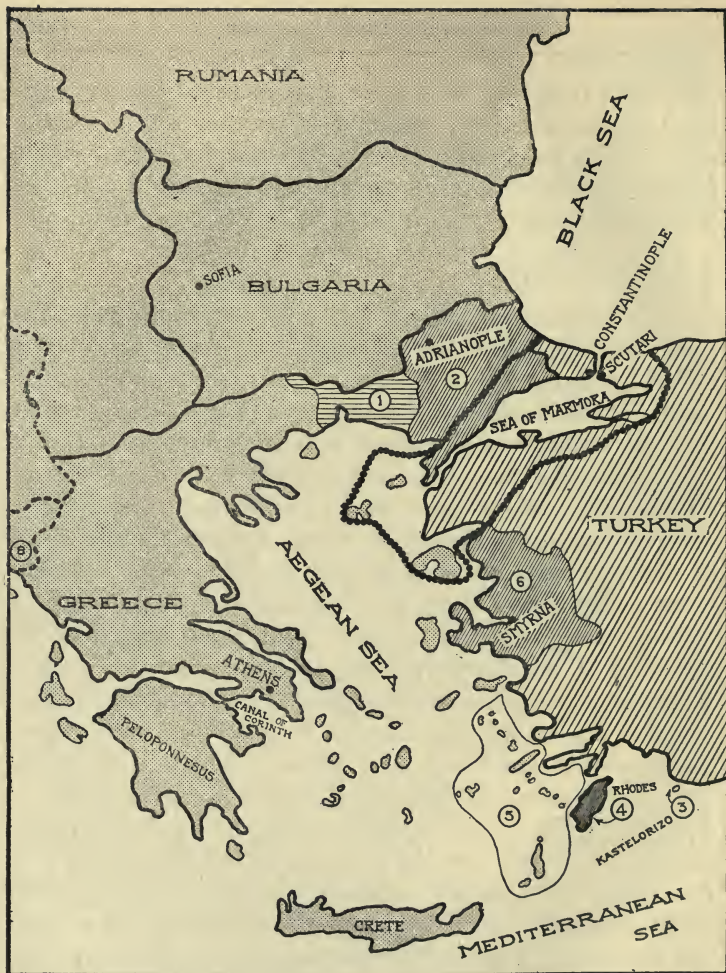 RUMANIA
BLACK SEA
SOFIA
BULGARIA
CONSTANTINOPLE
SCUTARI
ADRIANOPLE
2
1
SEA OF MARMORA
TURKEY
8
AEGEAN SEA
6
GREECE
SMYRNA
ATHENS
CANAL OF
CORINTH
PELOPONNESUS
5
RHODES
4
3
KASTELORIZO
CRETE
MEDITERRANEAN
SEA